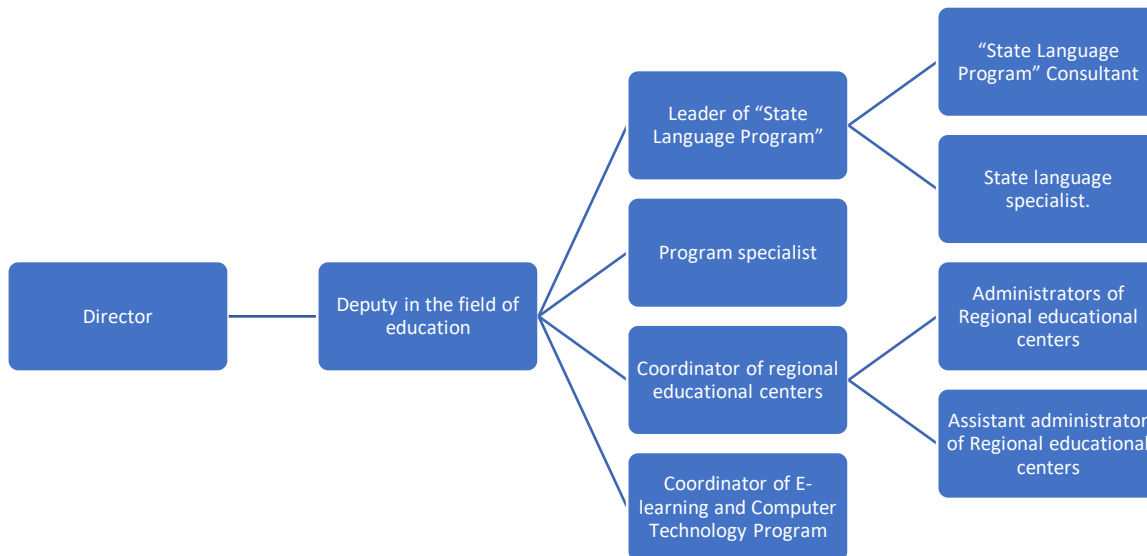 Director
Deputy in the field of
education
Leader of “State
Language Program”
“State Language
Program” Consultant
State language
specialist.
Program specialist
Coordinator of regional
educational centers
Administrators of
Regional educational
centers
Assistant administrator
of Regional educational
centers
Coordinator of E-
learning and Computer
Technology Program